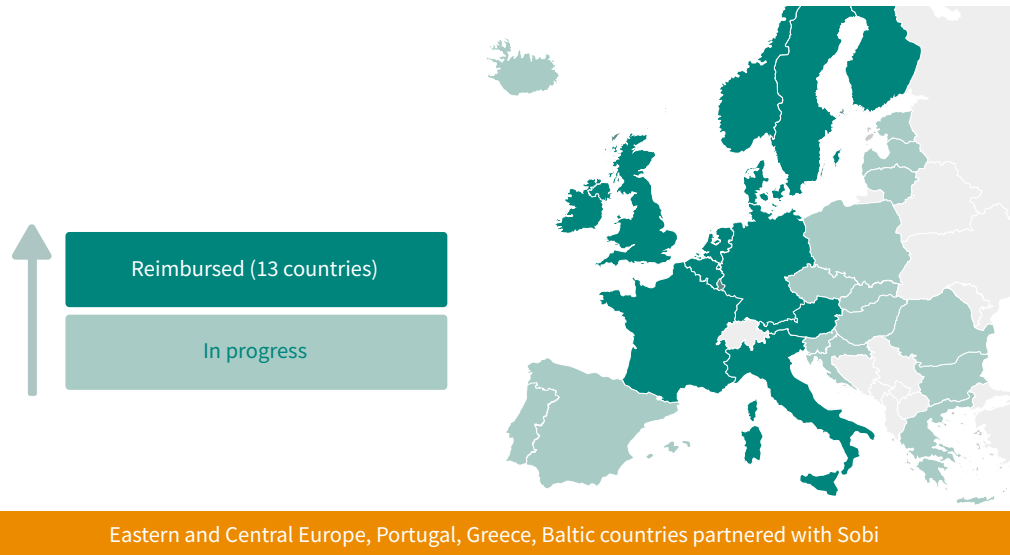 Reimbursed (13 countries)
In progress
Eastern and Central Europe, Portugal, Greece, Baltic countries partnered with Sobi